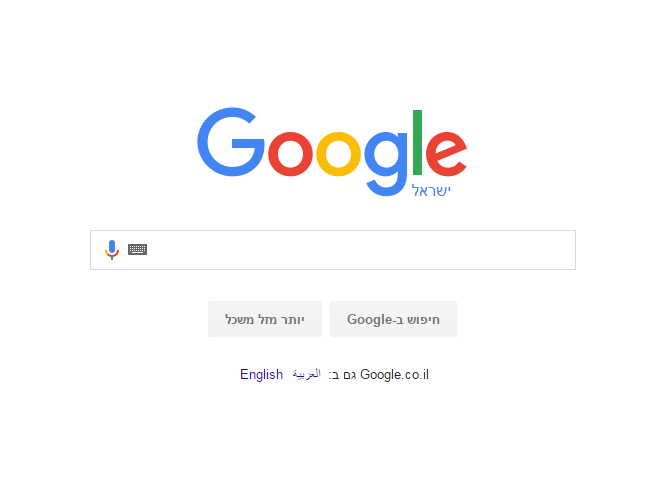 Google
ישראל
חיפוש ב-Google
יותר מזל משכל
Google.co.il גם ב: العربية English